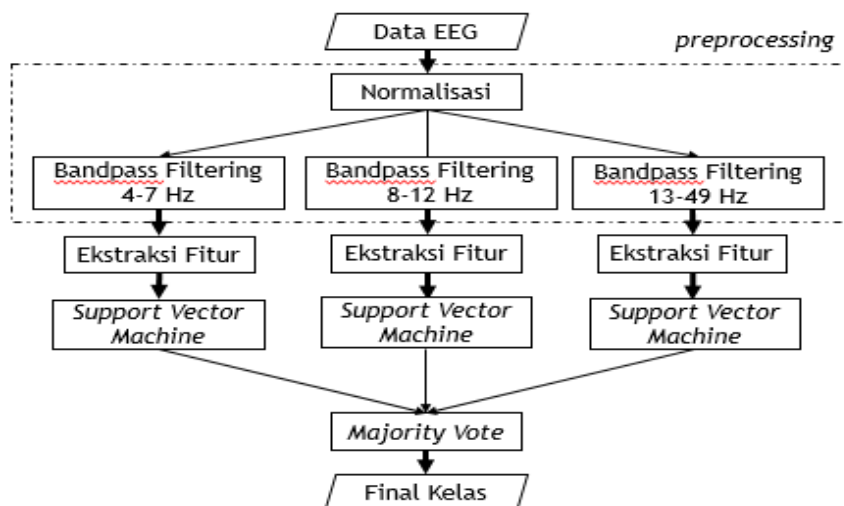 Data EEG
preprocessing
Normalisasi
Bandpass Filtering
4-7 Hz
Bandpass Filtering
8-12 Hz
Bandpass Filtering
13-49 Hz
Ekstraksi Fitur
Ekstraksi Fitur
Ekstraksi Fitur
Support Vector
Machine
Support Vector
Machine
Support Vector
Machine
Majority Vote
Final Kelas